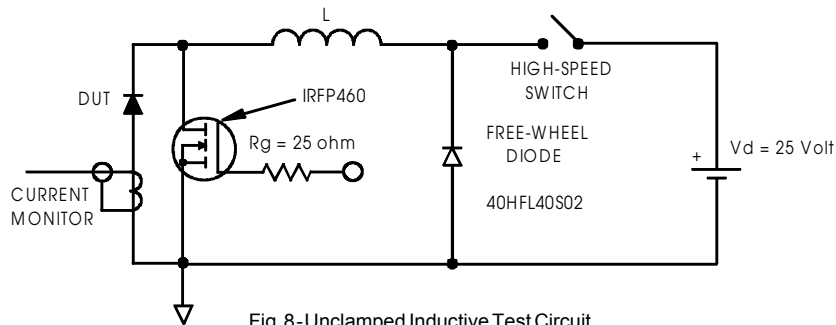 L
HIGH-SPEED
SWITCH
DUT
IRFP460
Rg = 25 ohm
FREE-WHEEL
DIODE
+
Vd = 25 Volt
CURRENT
MONITOR
40HFL40S02
Fig. 8 - Unclamped Inductive Test Circuit